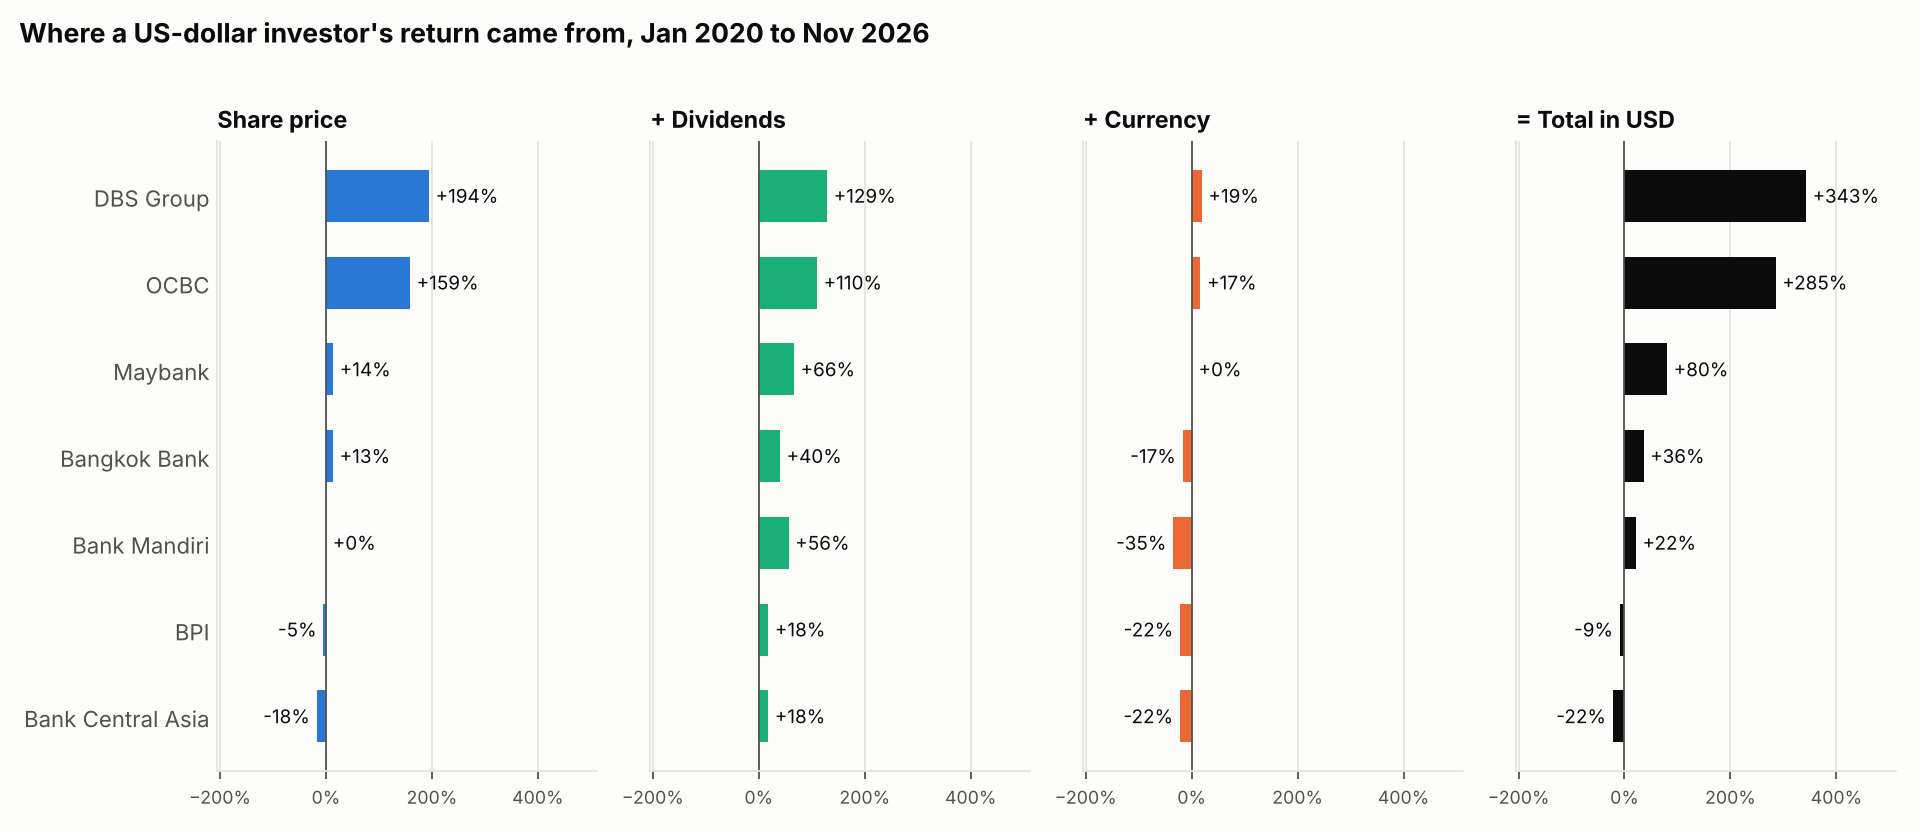 Where a US-dollar investor's return came from, Jan 2020 to Nov 2026
Share price
+ Dividends
+ Currency
= Total in USD
DBS Group +194% +129% +19% +343%
OCBC +159% +110% +17% +285%
Maybank +14% +66% +0% +80%
Bangkok Bank +13% +40% -17% +36%
Bank Mandiri +0% +56% -35% +22%
BPI -5% +18% -22% -9%
Bank Central Asia -18% +18% -22% -22%
−200% 0% 200% 400% −200% 0% 200% 400% −200% 0% 200% 400% −200% 0% 200% 400%